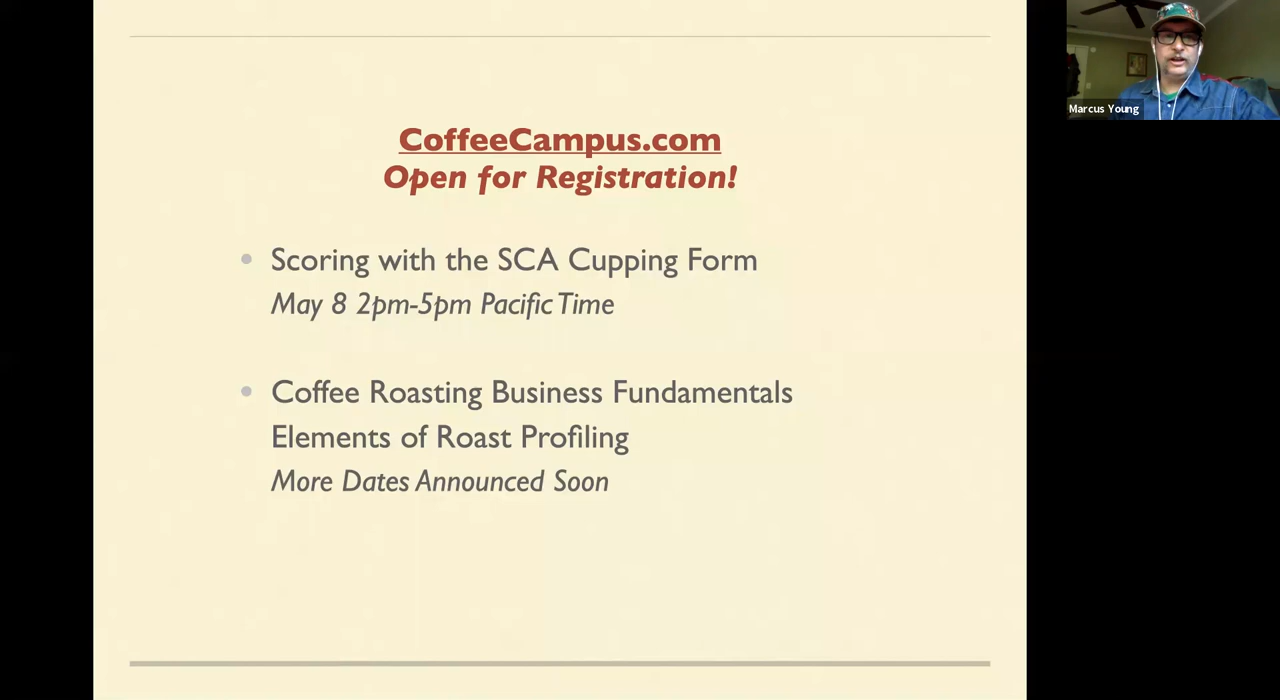 CoffeeCampus.com
Open for Registration!
Scoring with the SCA Cupping Form
May 8 2pm-5pm Pacific Time
Coffee Roasting Business Fundamentals
Elements of Roast Profiling
More Dates Announced Soon
Marcus Young